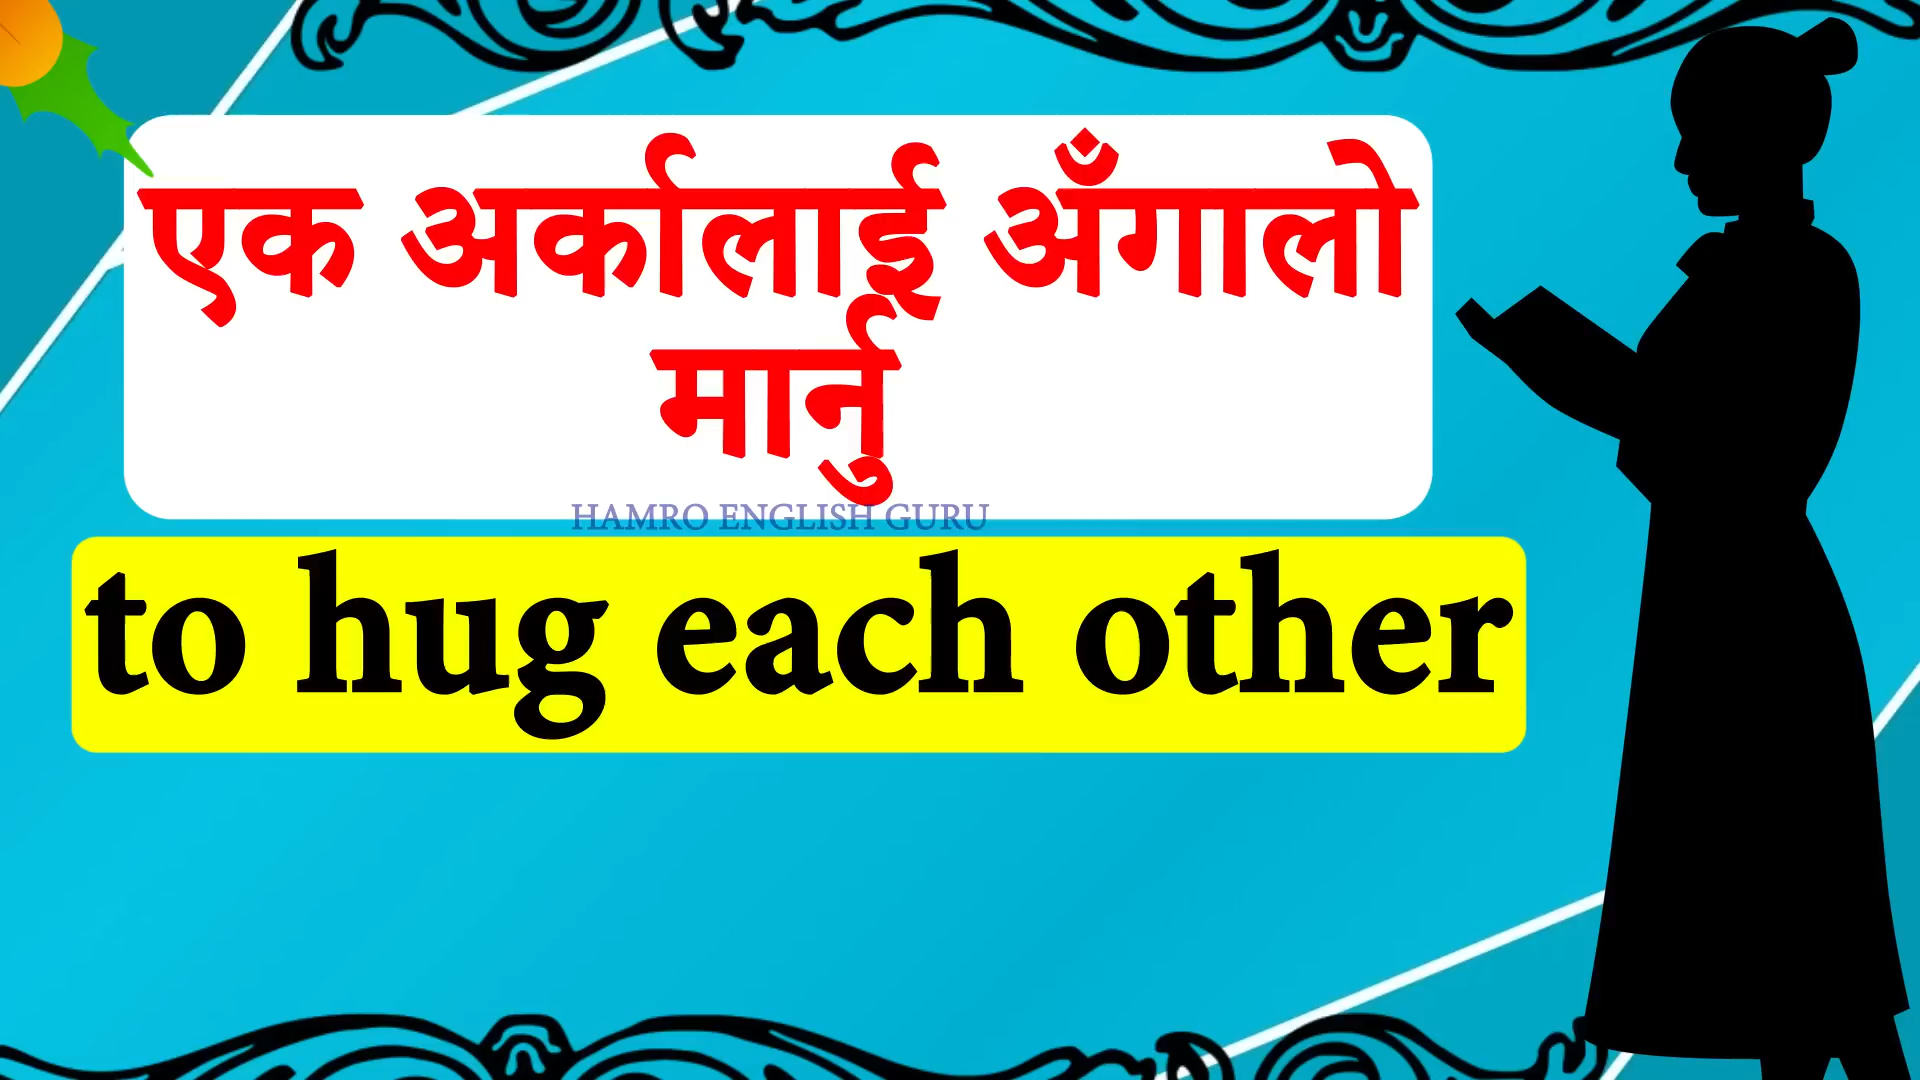 एक अर्कालाई अँगालो
मार्नु
HAMRO ENGLISH GURU
to hug each other